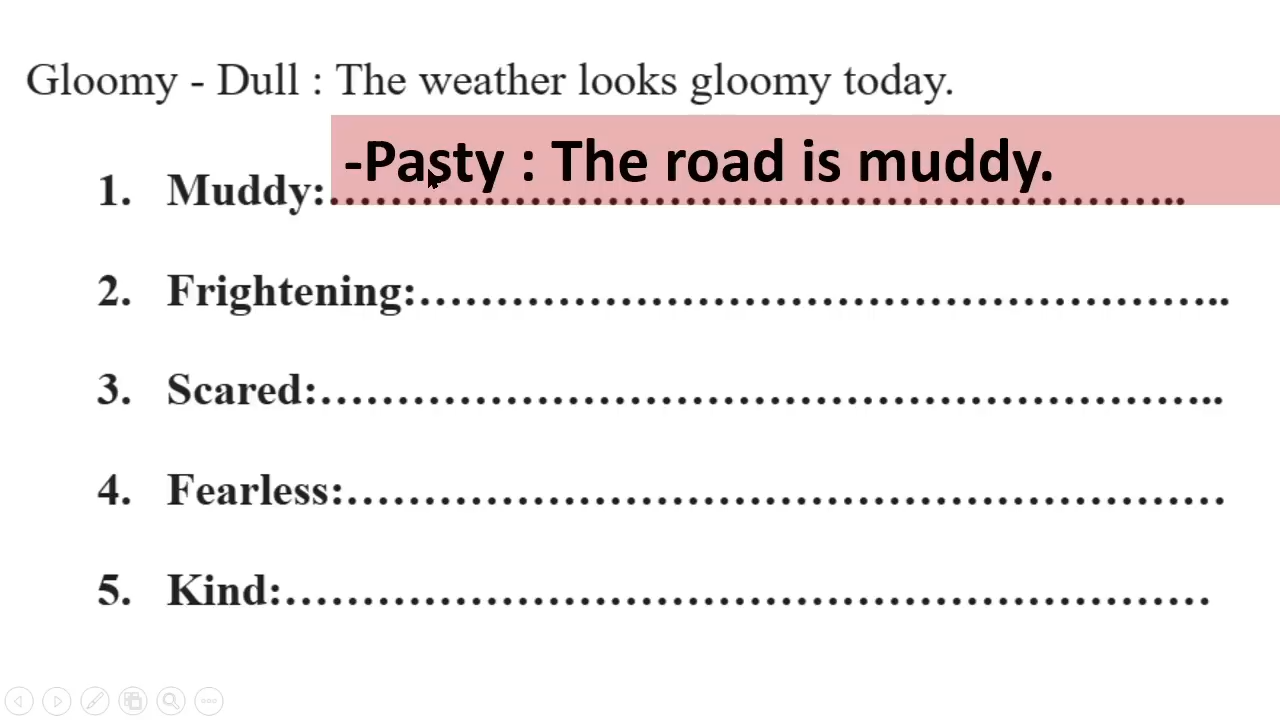 Gloomy - Dull : The weather looks gloomy today.
-Pasty : The road is muddy.
1. Muddy:…………………………………………………..
2. Frightening:………………………………………………..
3. Scared:……………………………………………………..
4. Fearless:……………………………………………………
5. Kind:………………………………………………………